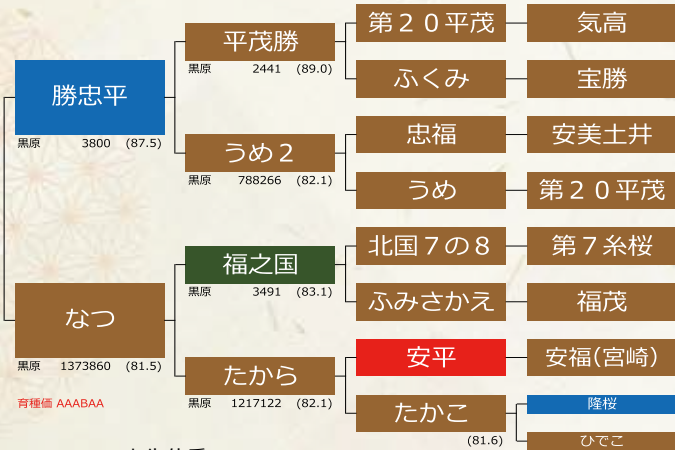 第２０平茂
気高
平茂勝
黒原 2441 (89.0)
ふくみ
宝勝
勝忠平
黒原 3800 (87.5)
忠福
安美土井
うめ２
黒原 788266 (82.1)
うめ
第２０平茂
北国７の８
第７糸桜
福之国
黒原 3491 (83.1)
ふみさかえ
福茂
なつ
黒原 1373860 (81.5)
安平
安福(宮崎)
たから
黒原 1217122 (82.1)
育種価 AAABAA
たかこ
(81.6)
隆桜
ひでこ